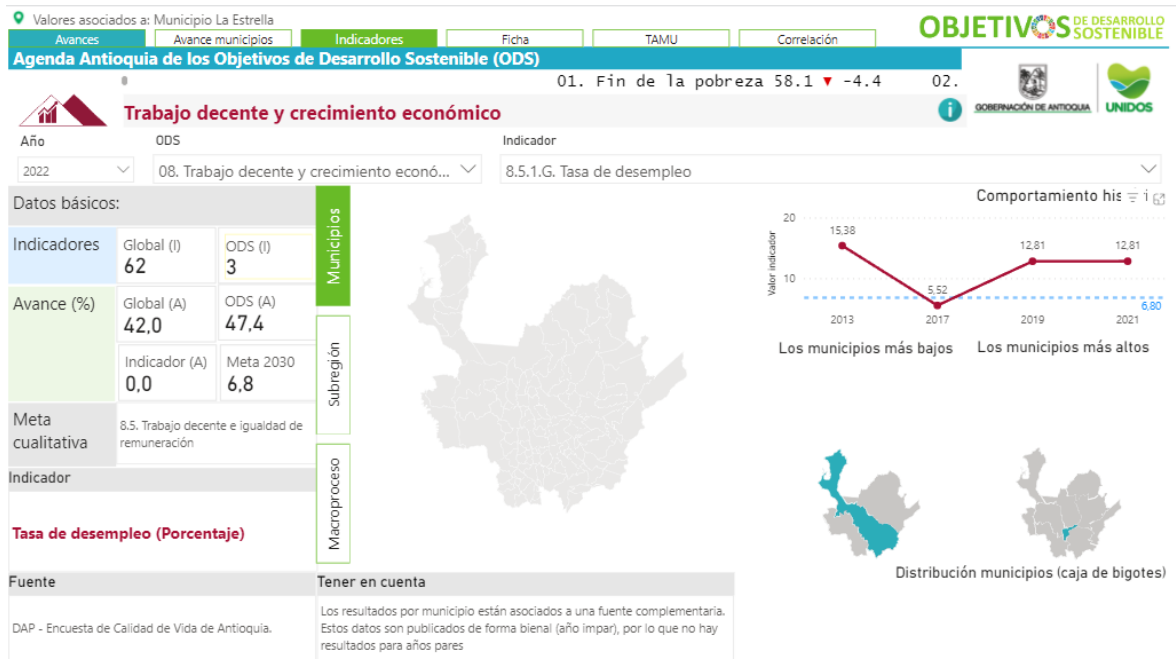 Valores asociados a: Municipio La Estrella
Avances
Avance municipios
Indicadores
Ficha
TAMU
Correlación
OBJETIVOS DE DESARROLLO SOSTENIBLE
Agenda Antioquia de los Objetivos de Desarrollo Sostenible (ODS)
01. Fin de la pobreza 58.1 ▼ -4.4 02.
GOBERNACIÓN DE ANTIOQUIA
UNIDOS
Trabajo decente y crecimiento económico
i
Año
ODS
Indicador
2022
08. Trabajo decente y crecimiento econó...
8.5.1.G. Tasa de desempleo
Datos básicos:
Indicadores
Global (I)
62
ODS (I)
3
Avance (%)
Global (A)
42,0
ODS (A)
47,4
Indicador (A)
0,0
Meta 2030
6,8
Meta cualitativa
8.5. Trabajo decente e igualdad de
remuneración
Indicador
Tasa de desempleo (Porcentaje)
Municipios
Subregión
Macroproceso
Comportamiento his
Valor indicador
20
10
15,38
5,52
12,81
12,81
6,80
2013
2017
2019
2021
Los municipios más bajos
Los municipios más altos
Distribución municipios (caja de bigotes)
Fuente
DAP - Encuesta de Calidad de Vida de Antioquia.
Tener en cuenta
Los resultados por municipio están asociados a una fuente complementaria.
Estos datos son publicados de forma bienal (año impar), por lo que no hay
resultados para años pares